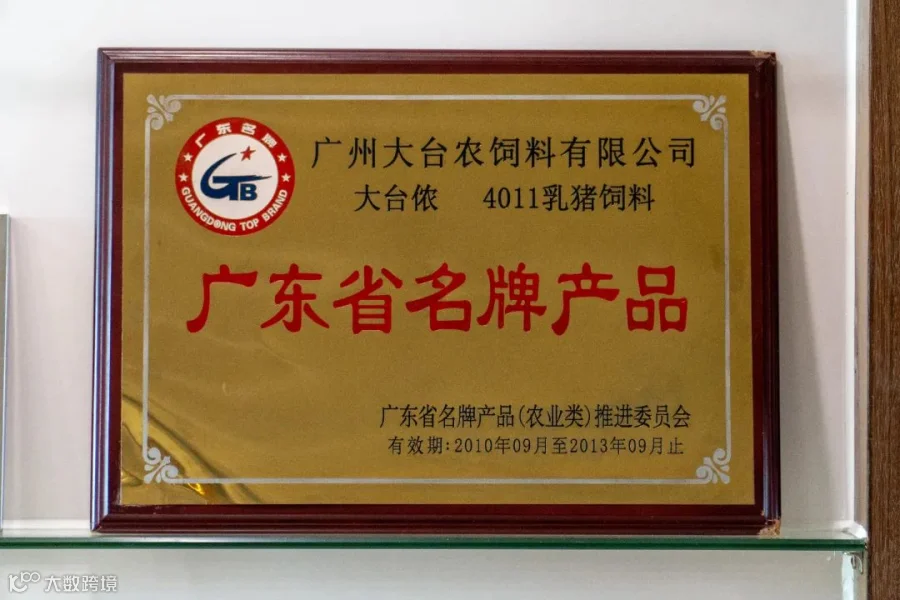 广东名牌
GTB
GUANGDONG TOP BRAND
广州大台农饲料有限公司
大台侬 4011乳猪饲料
广东省名牌产品
广东省名牌产品(农业类)推进委员会
有效期:2010年09月至2013年09月止
大数跨境